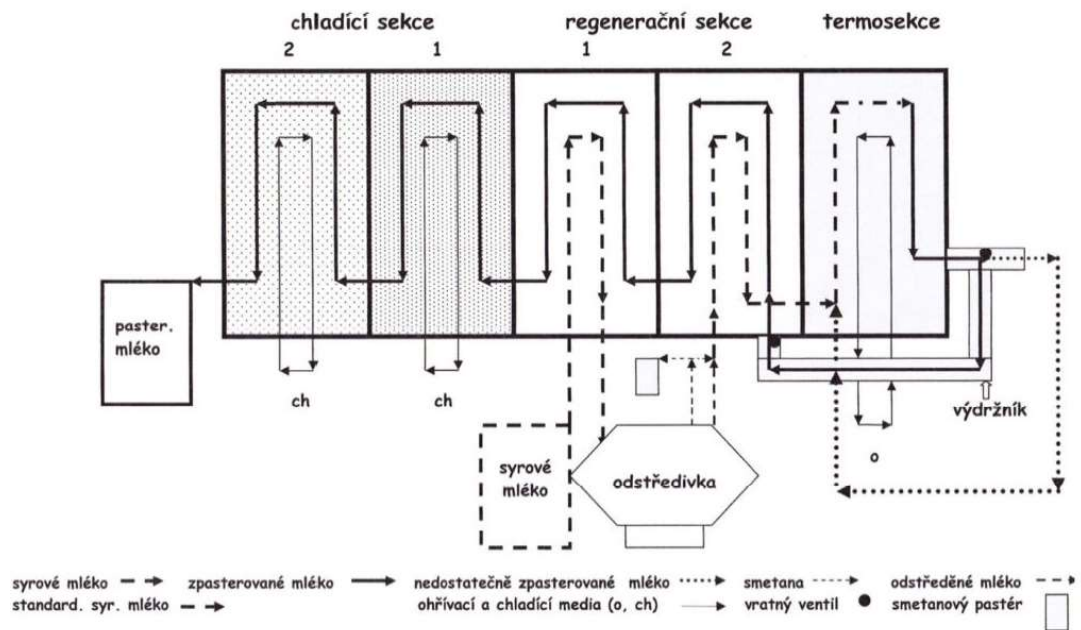 chladící sekce regenerační sekce termosekce
2 1 1 2
paster.
mléko
ch ch
výdržník
syrové
mléko
odstředivka
o
syrové mléko zpasterované mléko nedostatečně zpasterované mléko smetana odstředěné mléko
standard. syr. mléko ohřívací a chladící media (o, ch) vratný ventil smetanový pastér